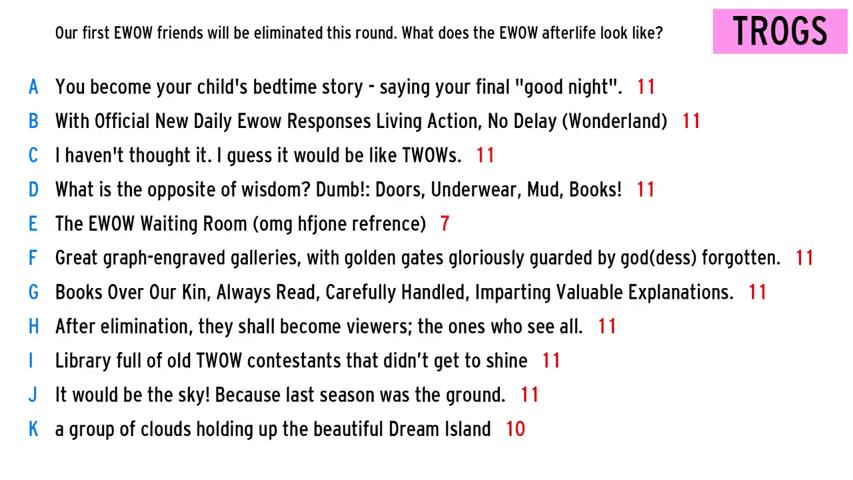 Our first EWOW friends will be eliminated this round. What does the EWOW afterlife look like?
TROGS
A You become your child's bedtime story - saying your final "good night". 11
B With Official New Daily Ewow Responses Living Action, No Delay (Wonderland) 11
C I haven't thought it. I guess it would be like TWOWs. 11
D What is the opposite of wisdom? Dumb!: Doors, Underwear, Mud, Books! 11
E The EWOW Waiting Room (omg hfjone refrence) 7
F Great graph-engraved galleries, with golden gates gloriously guarded by god(dess) forgotten. 11
G Books Over Our Kin, Always Read, Carefully Handled, Imparting Valuable Explanations. 11
H After elimination, they shall become viewers; the ones who see all. 11
I Library full of old TWOW contestants that didn’t get to shine 11
J It would be the sky! Because last season was the ground. 11
K a group of clouds holding up the beautiful Dream Island 10